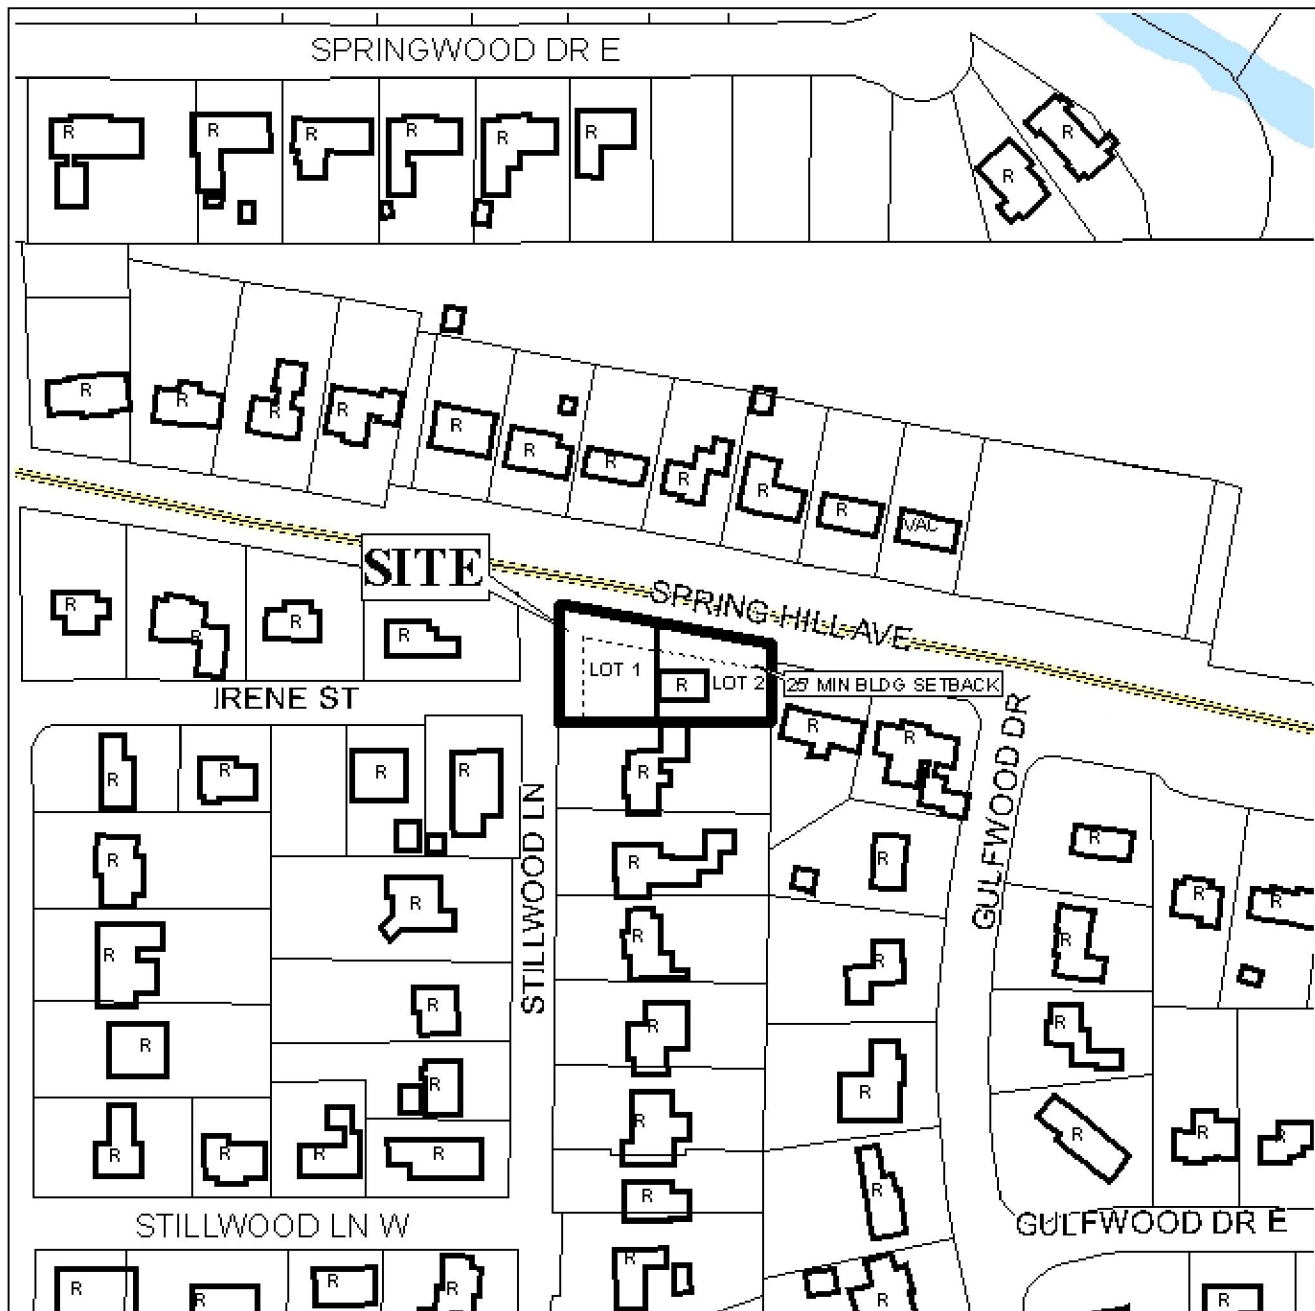 SPRINGWOOD DR E
R R R R R R
R
R
R R R R
R R R R R R VAC
SITE
SPRING HILL AVE
R R R R
LOT 1 R LOT 2
25' MIN BLDG SETBACK
IRENE ST
GULFWOOD DR
STILLWOOD LN
R R R R R R R
R R R R R R
R R R R
R R R R
R R R R
R R R R R R R R
R R
STILLWOOD LN W
GULFWOOD DR E
R R R R R R R